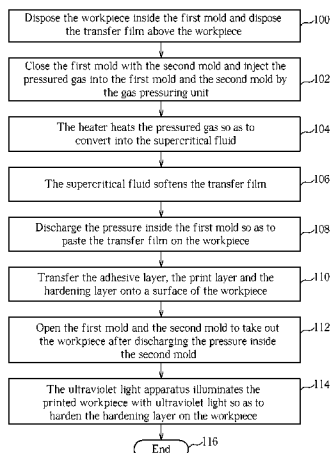 Dispose the workpiece inside the first mold and dispose
the transfer film above the workpiece
100
Close the first mold with the second mold and inject the
pressured gas into the first mold and the second mold by
the gas pressuring unit
102
The heater heats the pressured gas so as to
convert into the supercritical fluid
104
The supercritical fluid softens the transfer film
106
Discharge the pressure inside the first mold so as to
paste the transfer film on the workpiece
108
Transfer the adhesive layer, the print layer and the
hardening layer onto a surface of the workpiece
110
Open the first mold and the second mold to take out
the workpiece after discharging the pressure inside
the second mold
112
The ultraviolet light apparatus illuminates the
printed workpiece with ultraviolet light so as to
harden the hardening layer on the workpiece
114
End
116